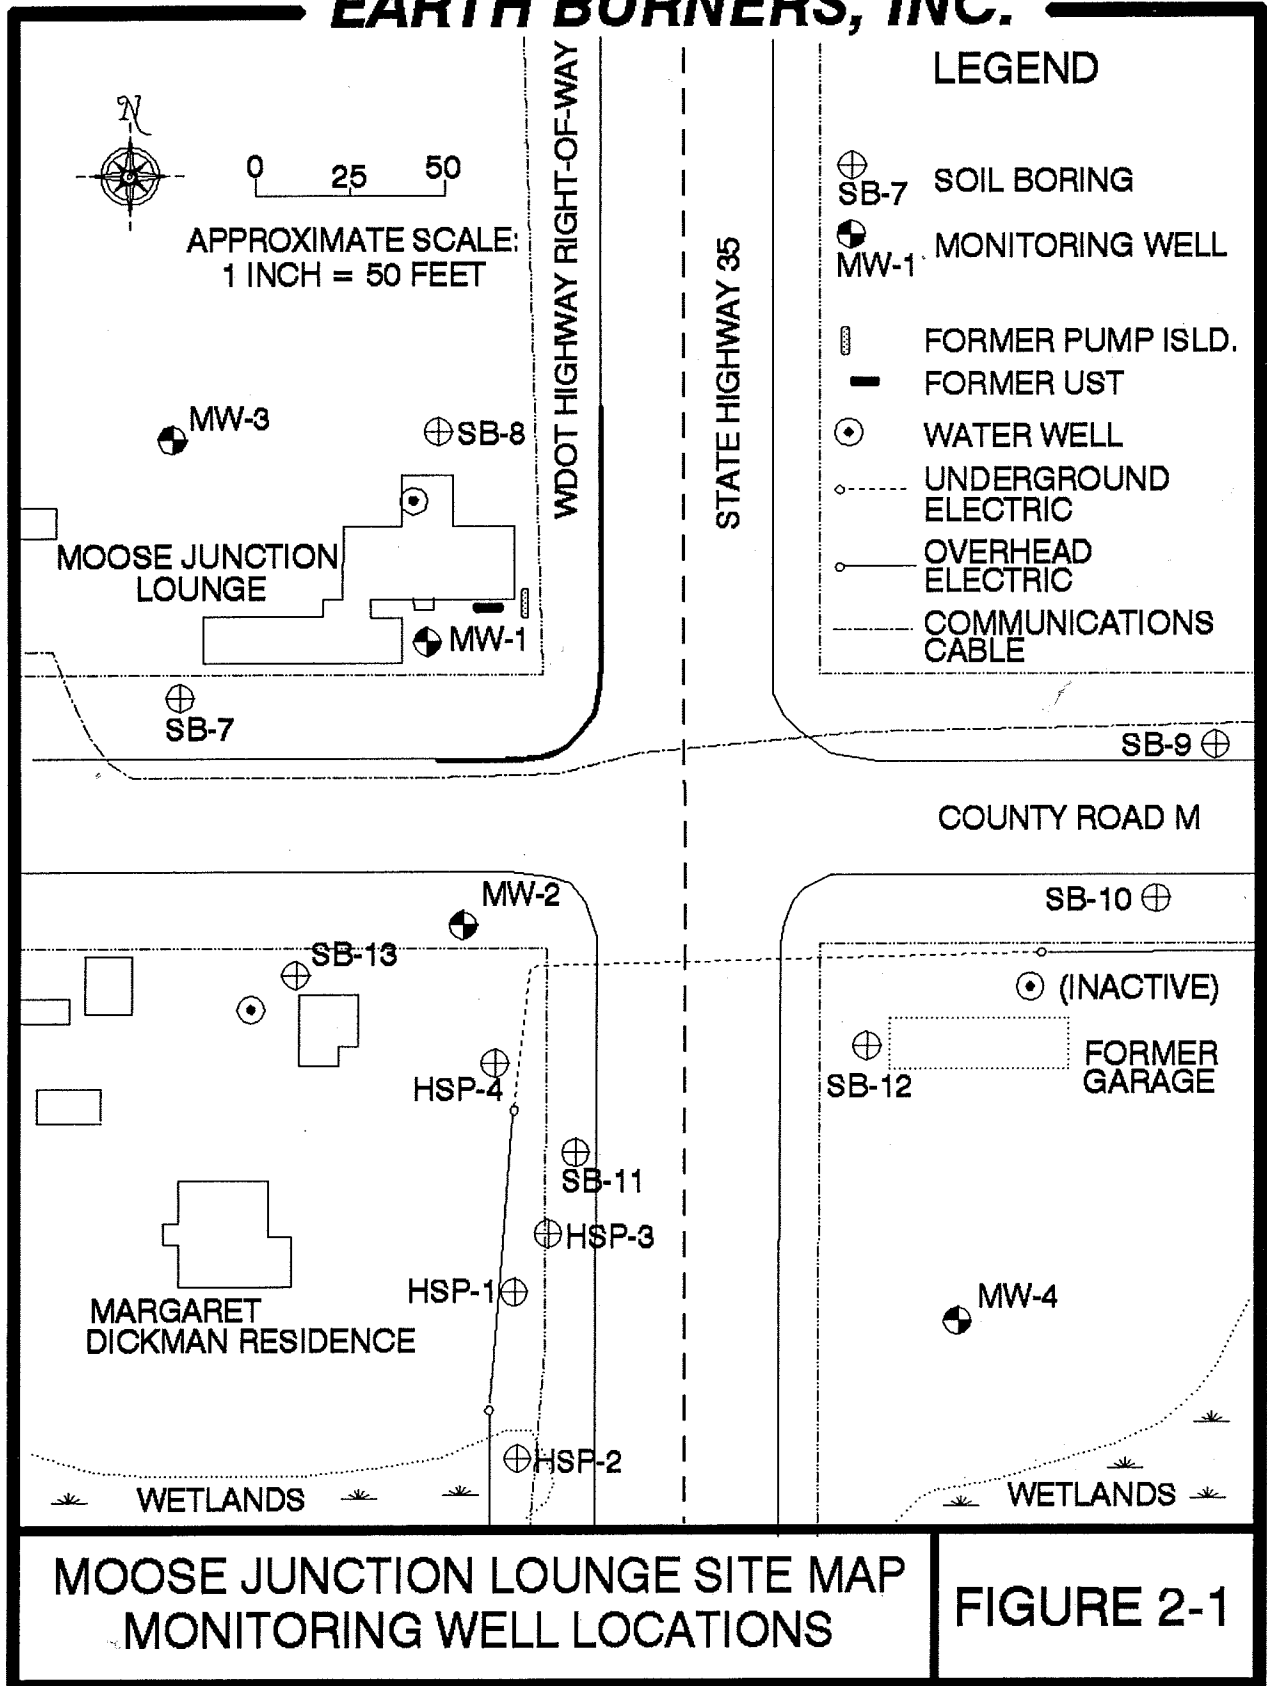 EARTH BURNERS, INC.
N
0 25 50
APPROXIMATE SCALE:
1 INCH = 50 FEET
WDOT HIGHWAY RIGHT-OF-WAY
STATE HIGHWAY 35
LEGEND
SB-7 SOIL BORING
MW-1 MONITORING WELL
FORMER PUMP ISLD.
FORMER UST
WATER WELL
UNDERGROUND
ELECTRIC
OVERHEAD
ELECTRIC
COMMUNICATIONS
CABLE
MW-3
SB-8
MOOSE JUNCTION
LOUNGE
MW-1
SB-7
SB-9
COUNTY ROAD M
MW-2
SB-10
SB-13
(INACTIVE)
HSP-4
SB-12
FORMER
GARAGE
SB-11
HSP-3
HSP-1
MW-4
MARGARET
DICKMAN RESIDENCE
HSP-2
WETLANDS
WETLANDS
MOOSE JUNCTION LOUNGE SITE MAP
MONITORING WELL LOCATIONS
FIGURE 2-1